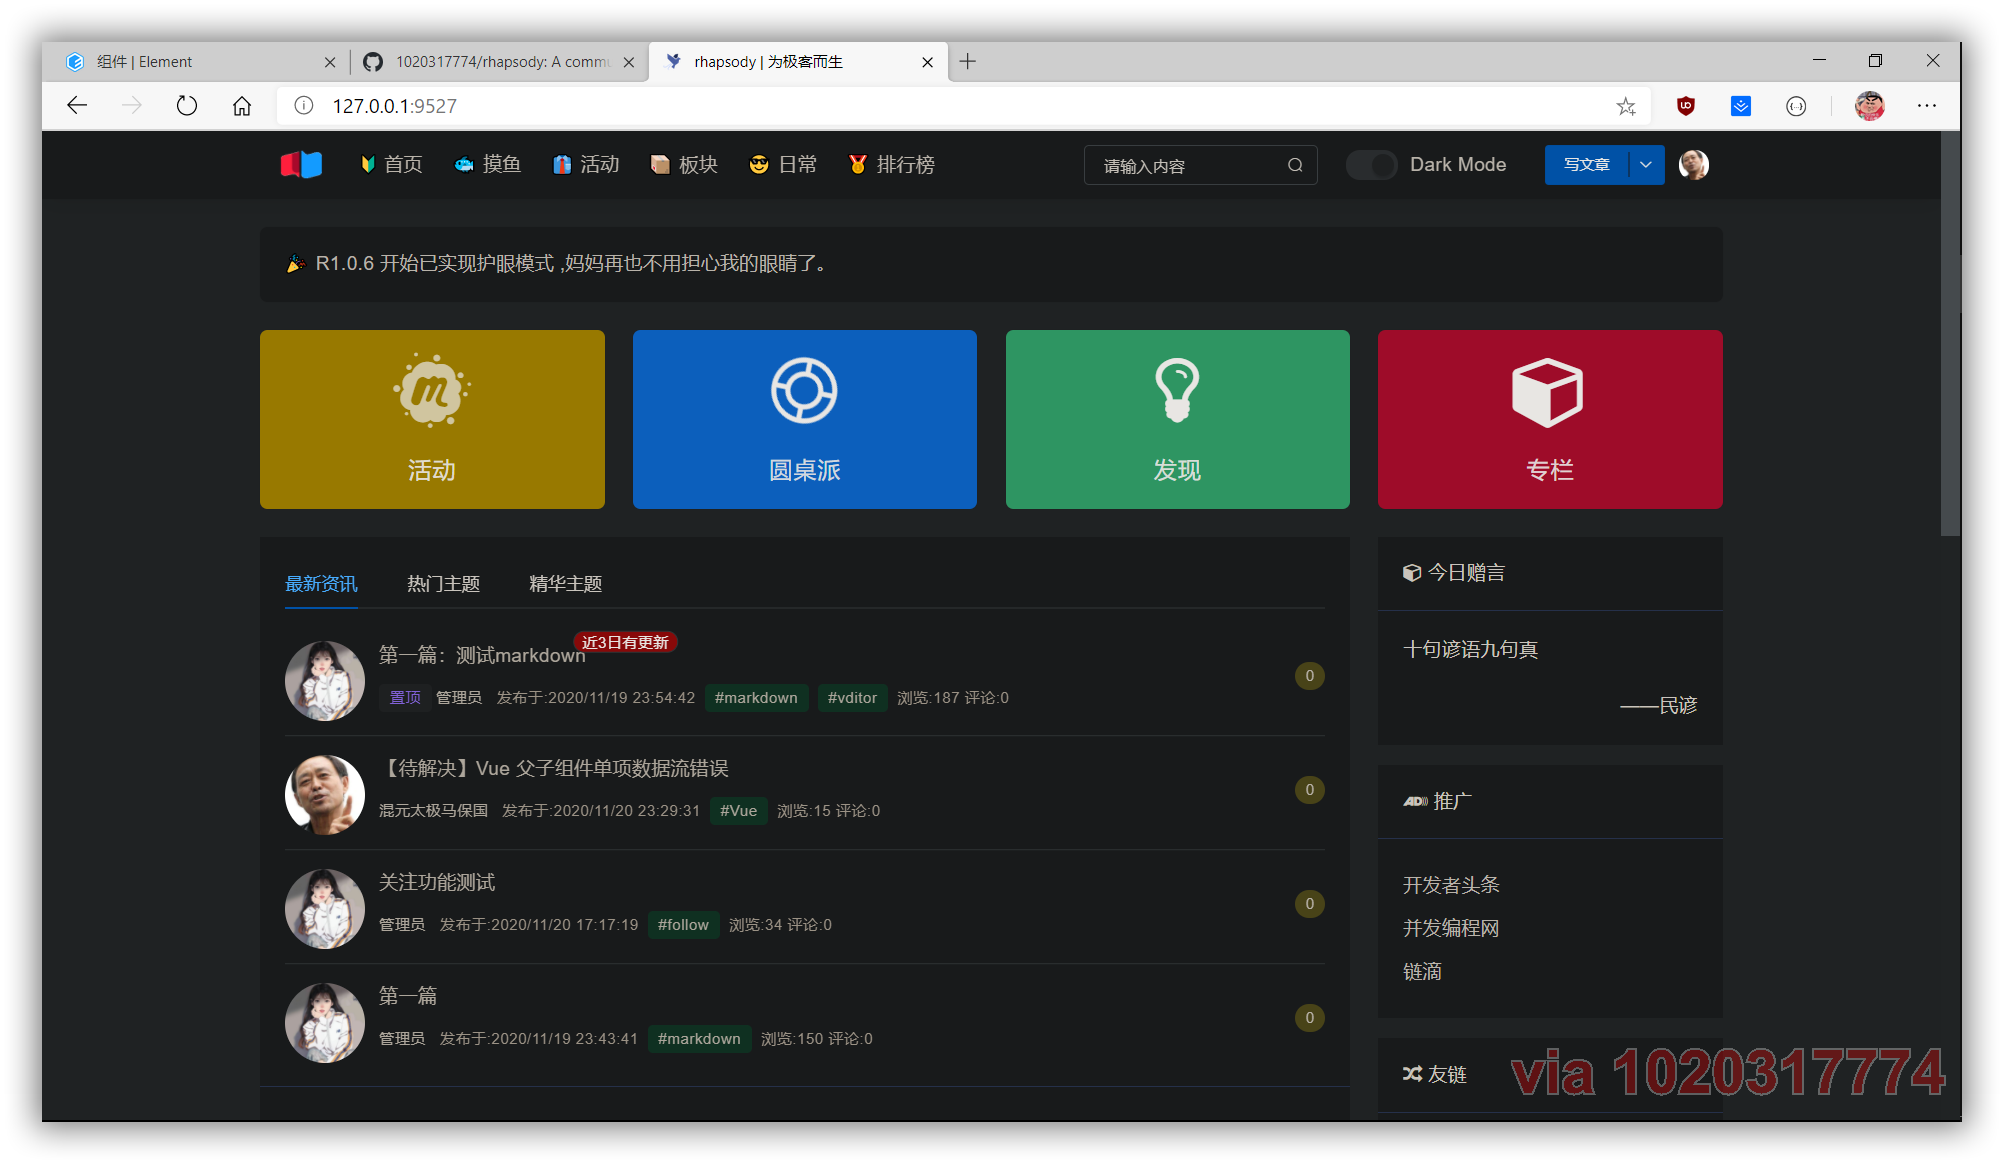 组件 | Element
1020317774/rhapsody: A commu
rhapsody | 为极客而生
127.0.0.1:9527
首页
摸鱼
活动
板块
日常
排行榜
请输入内容
Dark Mode
写文章
R1.0.6 开始已实现护眼模式 ,妈妈再也不用担心我的眼睛了。
活动
圆桌派
发现
专栏
最新资讯
热门主题
精华主题
第一篇：测试markdown
近3日有更新
0
置顶 管理员 发布于:2020/11/19 23:54:42 #markdown #vditor 浏览:187 评论:0
【待解决】Vue 父子组件单项数据流错误
0
混元太极马保国 发布于:2020/11/20 23:29:31 #Vue 浏览:15 评论:0
关注功能测试
0
管理员 发布于:2020/11/20 17:17:19 #follow 浏览:34 评论:0
第一篇
0
管理员 发布于:2020/11/19 23:43:41 #markdown 浏览:150 评论:0
今日赠言
十句谚语九句真
——民谚
AD 推广
开发者头条
并发编程网
链滴
友链
via 1020317774